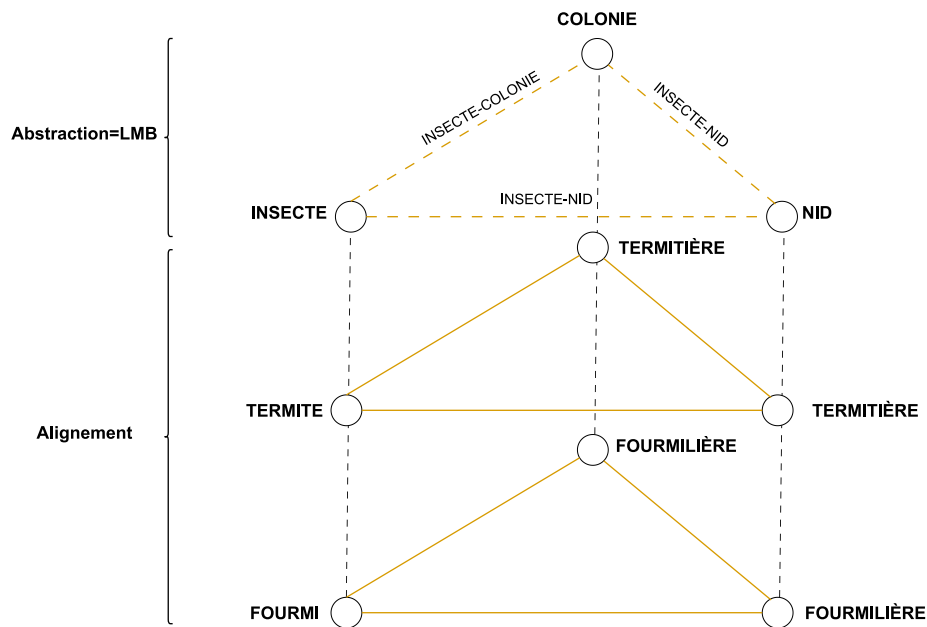 COLONIE
INSECTE-COLONIE
INSECTE-NID
Abstraction=LMB
INSECTE
INSECTE-NID
NID
TERMITIÈRE
TERMITE
TERMITIÈRE
Alignement
FOURMILIÈRE
FOURMI
FOURMILIÈRE